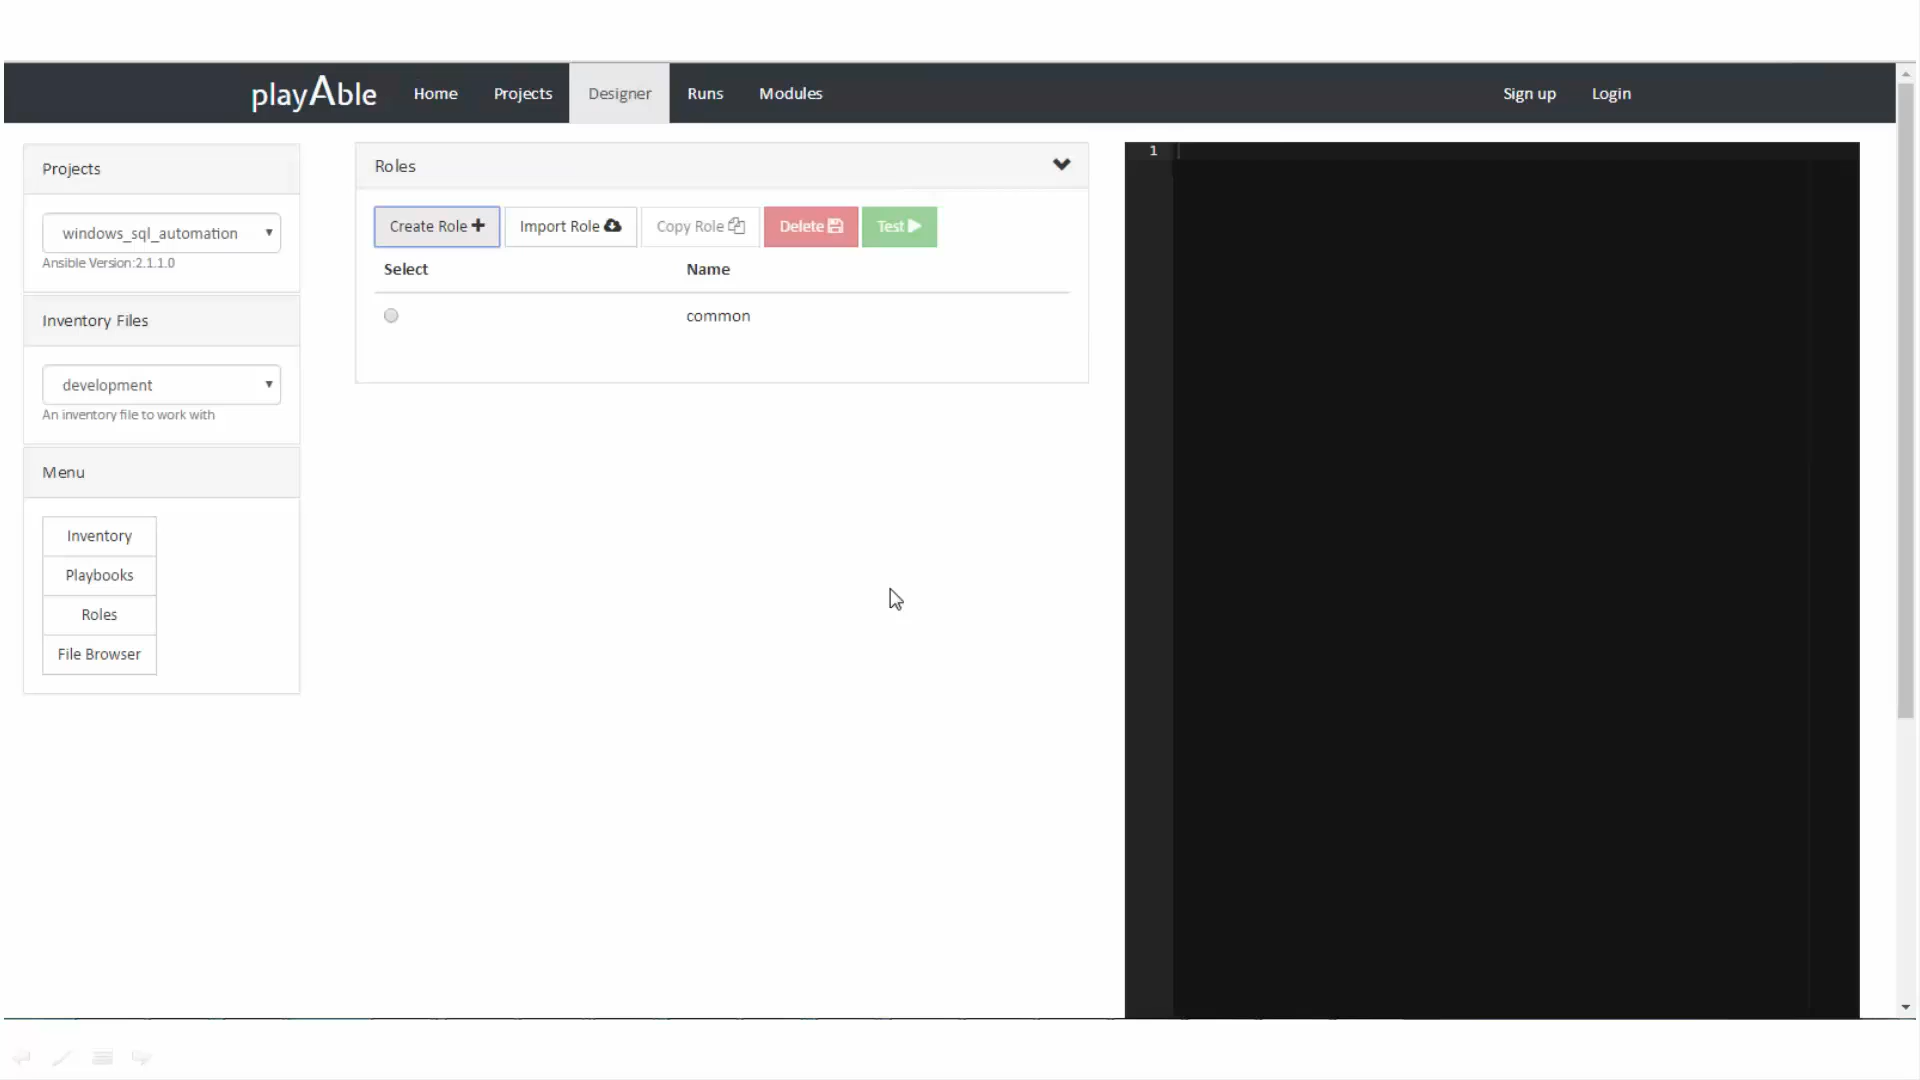 playAble Home Projects Designer Runs Modules Sign up Login
Projects
windows_sql_automation
Ansible Version:2.1.1.0
Inventory Files
development
An inventory file to work with
Menu
Inventory
Playbooks
Roles
File Browser
Roles
Create Role Import Role Copy Role Delete Test
Select Name
common
1